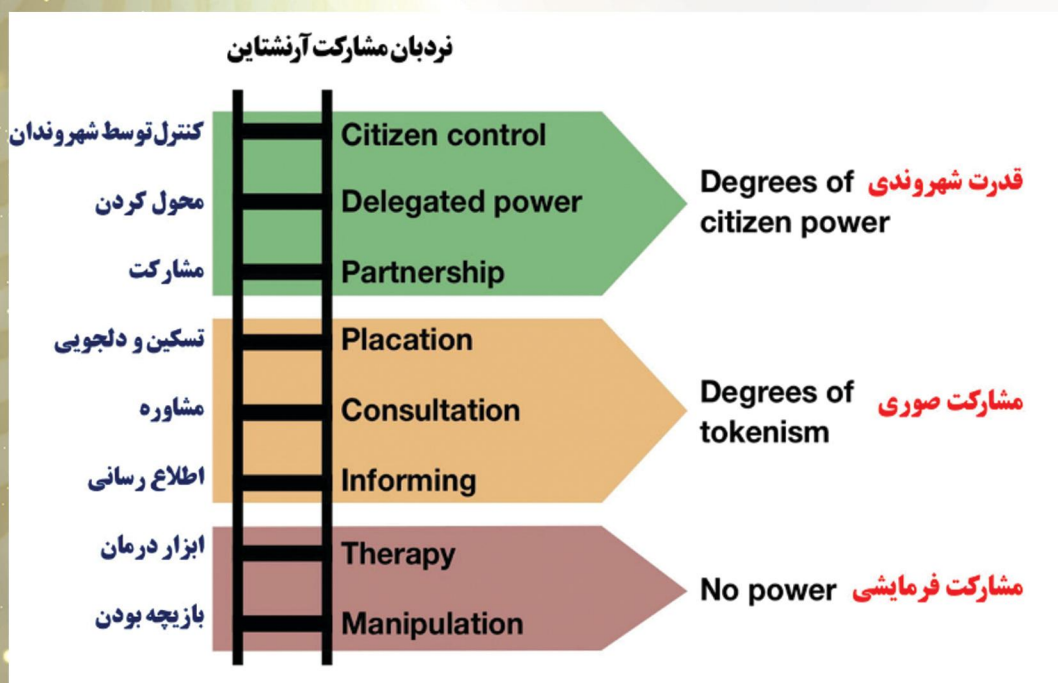 نردبان مشارکت آرنشتاین
کنترل توسط شهروندان
Citizen control
محول کردن
Delegated power
مشارکت
Partnership
Degrees of
citizen power
قدرت شهروندی
تسکین و دلجویی
Placation
مشاوره
Consultation
اطلاع رسانی
Informing
Degrees of
tokenism
مشارکت صوری
ابزار درمان
Therapy
بازیچه بودن
Manipulation
No power
مشارکت فرمایشی